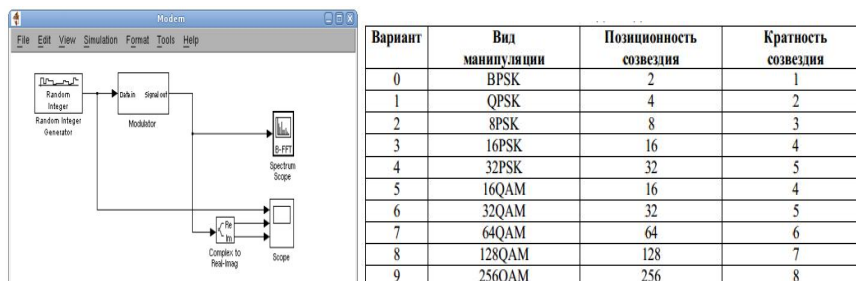 Modem
File Edit View Simulation Format Tools Help
Random
Integer
Random Integer
Generator
Data in Signal out
Modulator
B-FFT
Spectrum
Scope
Re
Im
Complex to
Real-Imag
Scope
Вариант Вид манипуляции Позиционность созвездия Кратность созвездия
0 BPSK 2 1
1 QPSK 4 2
2 8PSK 8 3
3 16PSK 16 4
4 32PSK 32 5
5 16QAM 16 4
6 32QAM 32 5
7 64QAM 64 6
8 128QAM 128 7
9 256QAM 256 8